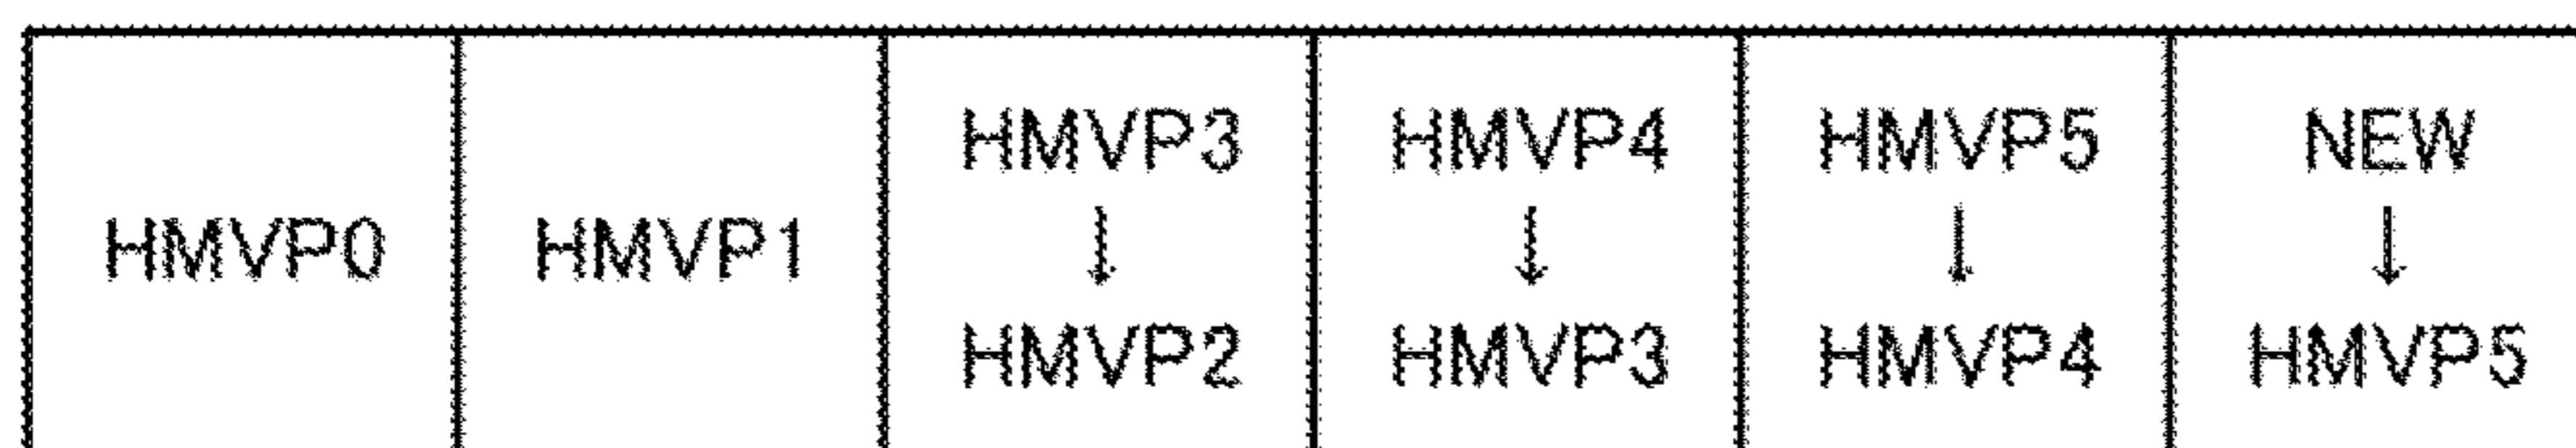 HMVP0
HMVP1
HMVP3
↓
HMVP2
HMVP4
↓
HMVP3
HMVP5
↓
HMVP4
NEW
↓
HMVP5